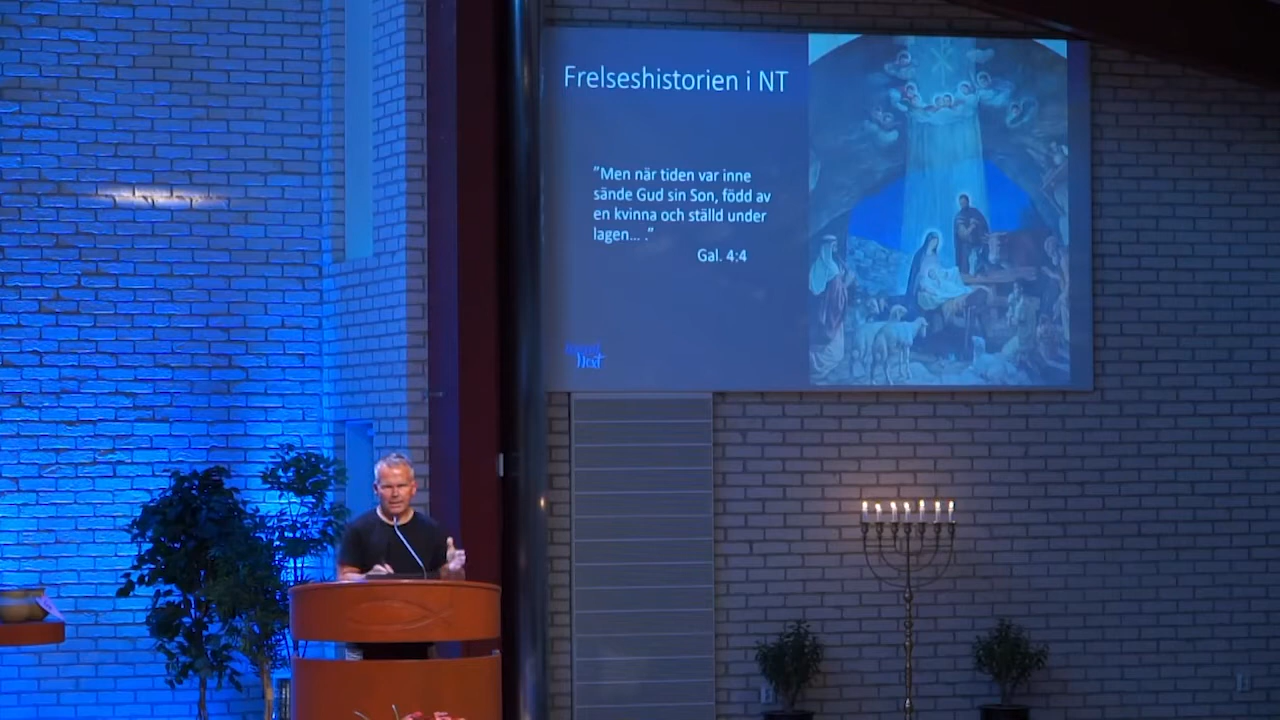 Frelseshistorien i NT
”Men när tiden var inne
sände Gud sin Son, född av
en kvinna och ställd under
lagen... .”
Gal. 4:4